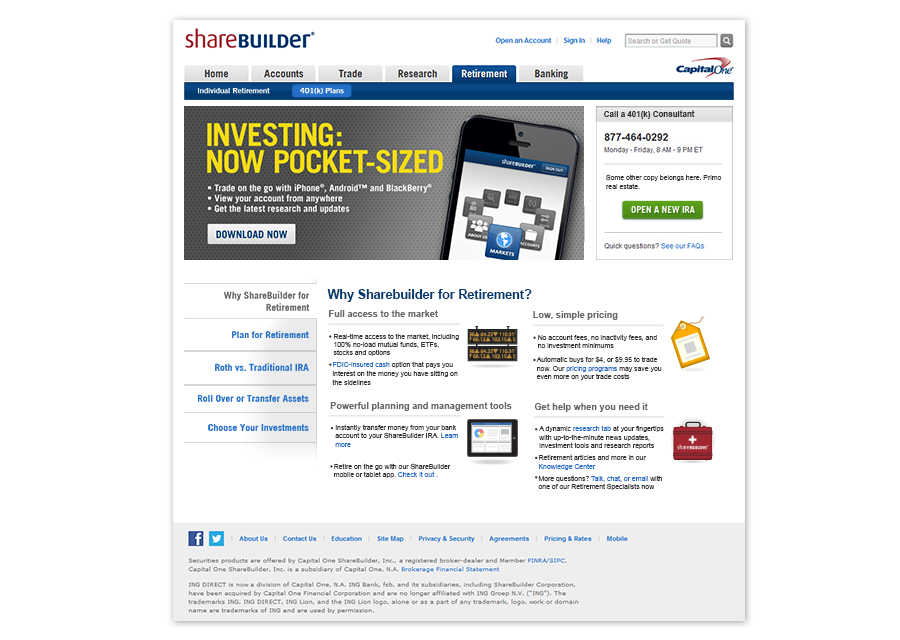 shareBUILDER®
Open an Account | Sign In | Help
Search or Get Quote
Home Accounts Trade Research Retirement Banking
Capital One
Individual Retirement 401(k) Plans
INVESTING:
NOW POCKET-SIZED
• Trade on the go with iPhone®, Android™ and BlackBerry®
• View your account from anywhere
• Get the latest research and updates
DOWNLOAD NOW
shareBUILDER
SIGN OUT
ABOUT US
MARKETS
ACCOUNTS
Call a 401(k) Consultant
877-464-0292
Monday - Friday, 8 AM - 9 PM ET
Some other copy belongs here. Primo
real estate.
OPEN A NEW IRA
Quick questions? See our FAQs
Why ShareBuilder for
Retirement
Plan for Retirement
Roth vs. Traditional IRA
Roll Over or Transfer Assets
Choose Your Investments
Why Sharebuilder for Retirement?
Full access to the market
• Real-time access to the market, including
100% no-load mutual funds, ETFs,
stocks and options
• FDIC-insured cash option that pays you
interest on the money you have sitting on
the sidelines
Low, simple pricing
• No account fees, no inactivity fees, and
no investment minimums
• Automatic buys for $4, or $9.95 to trade
now. Our pricing programs may save you
even more on your trade costs
Powerful planning and management tools
• Instantly transfer money from your bank
account to your ShareBuilder IRA. Learn
more
• Retire on the go with our ShareBuilder
mobile or tablet app. Check it out .
Get help when you need it
• A dynamic research tab at your fingertips
with up-to-the-minute news updates,
investment tools and research reports
• Retirement articles and more in our
Knowledge Center
• More questions? Talk, chat, or email with
one of our Retirement Specialists now
shareBUILDER
About Us | Contact Us | Education | Site Map | Privacy & Security | Agreements | Pricing & Rates | Mobile
Securities products are offered by Capital One ShareBuilder, Inc., a registered broker-dealer and Member FINRA/SIPC.
Capital One ShareBuilder, Inc. is a subsidiary of Capital One, N.A. Brokerage Financial Statement
ING DIRECT is now a division of Capital One, N.A. ING Bank, fsb, and its subsidiaries, including ShareBuilder Corporation,
have been acquired by Capital One Financial Corporation and are no longer affiliated with ING Groep N.V. ("ING"). The
trademarks ING, ING DIRECT, ING Lion, and the ING Lion logo, alone or as a part of any trademark, logo, work or domain
name are trademarks of ING and are used by permission.